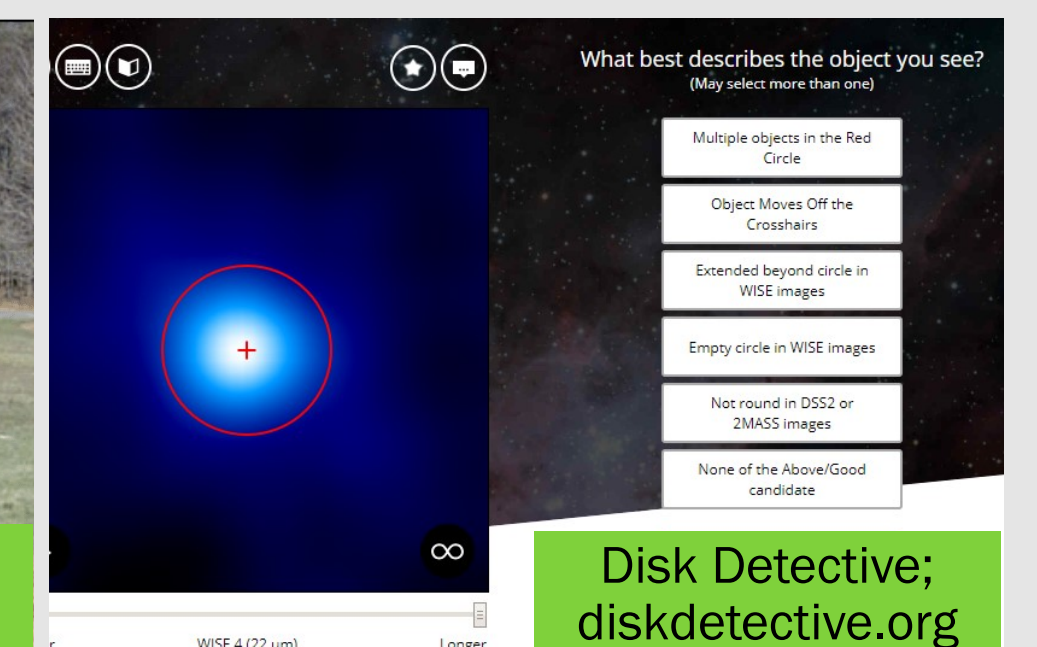 What best describes the object you see?
(May select more than one)
Multiple objects in the Red
Circle
Object Moves Off the
Crosshairs
Extended beyond circle in
WISE images
Empty circle in WISE images
Not round in DSS2 or
2MASS images
None of the Above/Good
candidate
WISE 4 (22 µm)
Longer
Disk Detective;
diskdetective.org